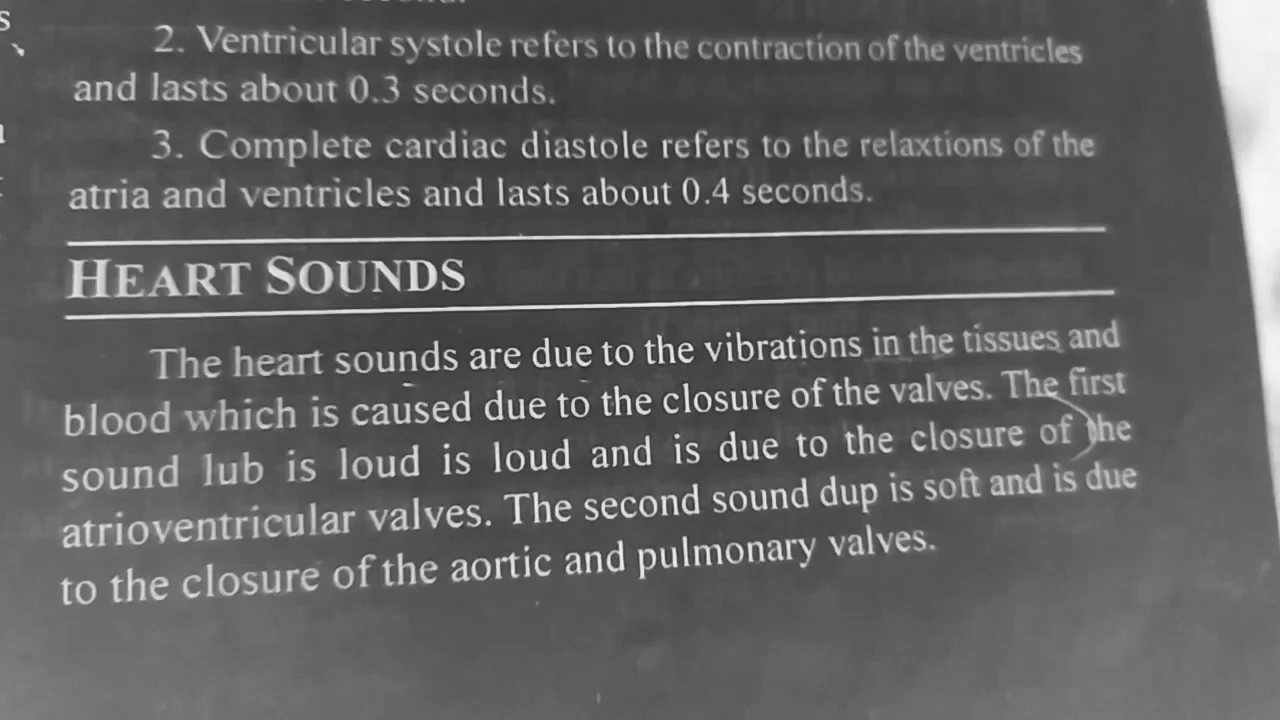 2. Ventricular systole refers to the contraction of the ventricles
and lasts about 0.3 seconds.
3. Complete cardiac diastole refers to the relaxtions of the
atria and ventricles and lasts about 0.4 seconds.
HEART SOUNDS
The heart sounds are due to the vibrations in the tissues and
blood which is caused due to the closure of the valves. The first
sound lub is loud is loud and is due to the closure of the
atrioventricular valves. The second sound dup is soft and is due
to the closure of the aortic and pulmonary valves.